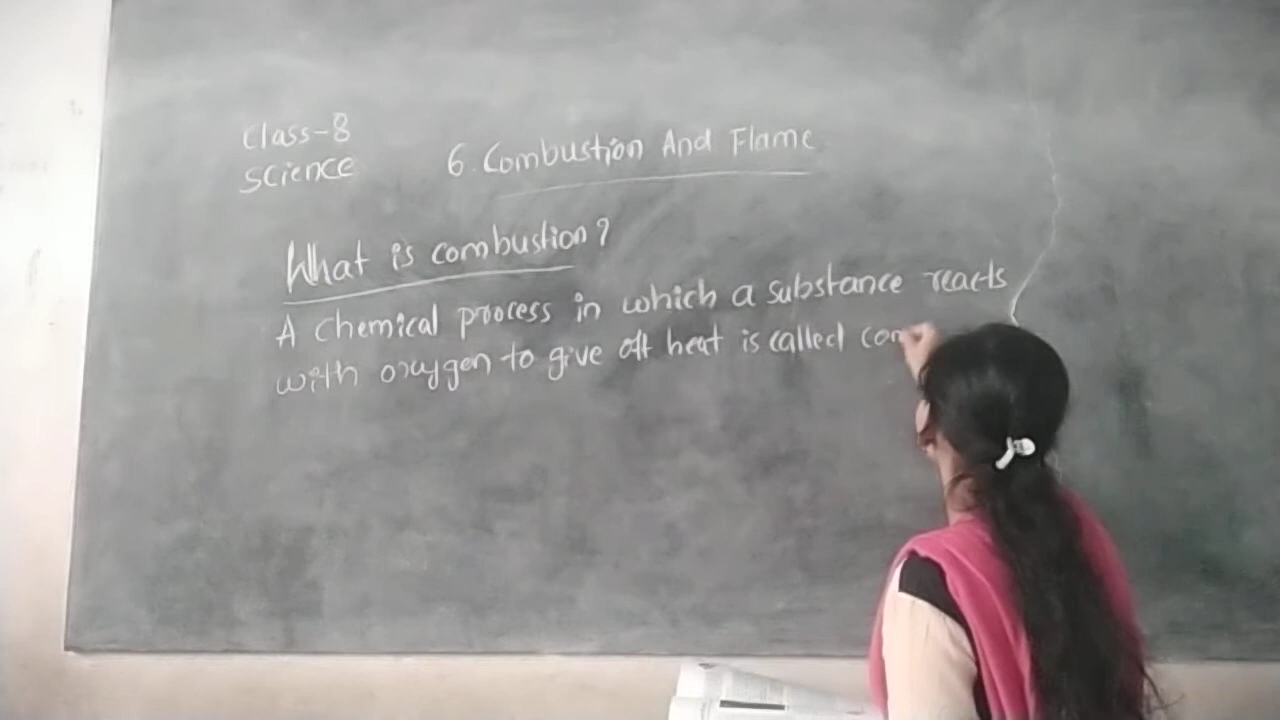 Class-8
Science
6. Combustion And Flame
What is combustion?
A chemical process in which a substance reacts
with oxygen to give off heat is called com